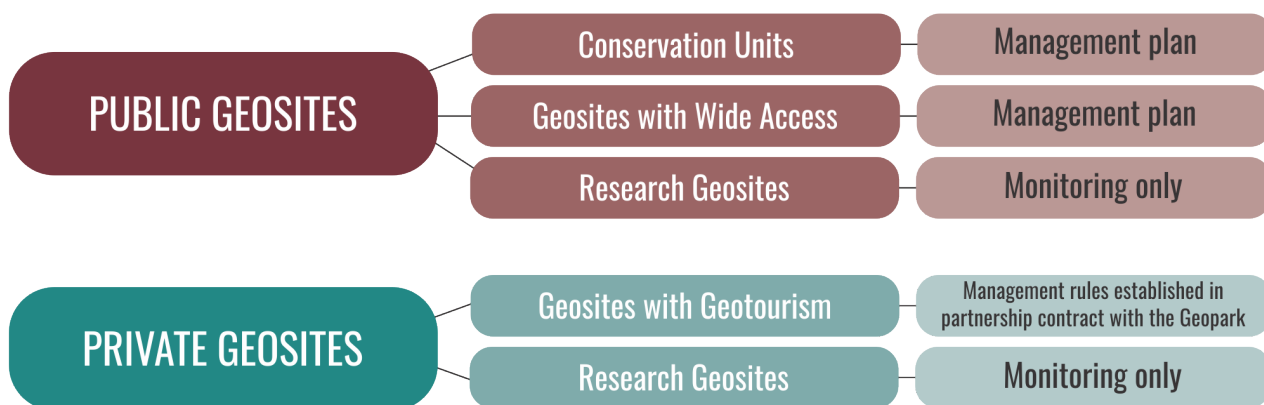 PUBLIC GEOSITES
Conservation Units
Management plan
Geosites with Wide Access
Management plan
Research Geosites
Monitoring only
PRIVATE GEOSITES
Geosites with Geotourism
Management rules established in
partnership contract with the Geopark
Research Geosites
Monitoring only